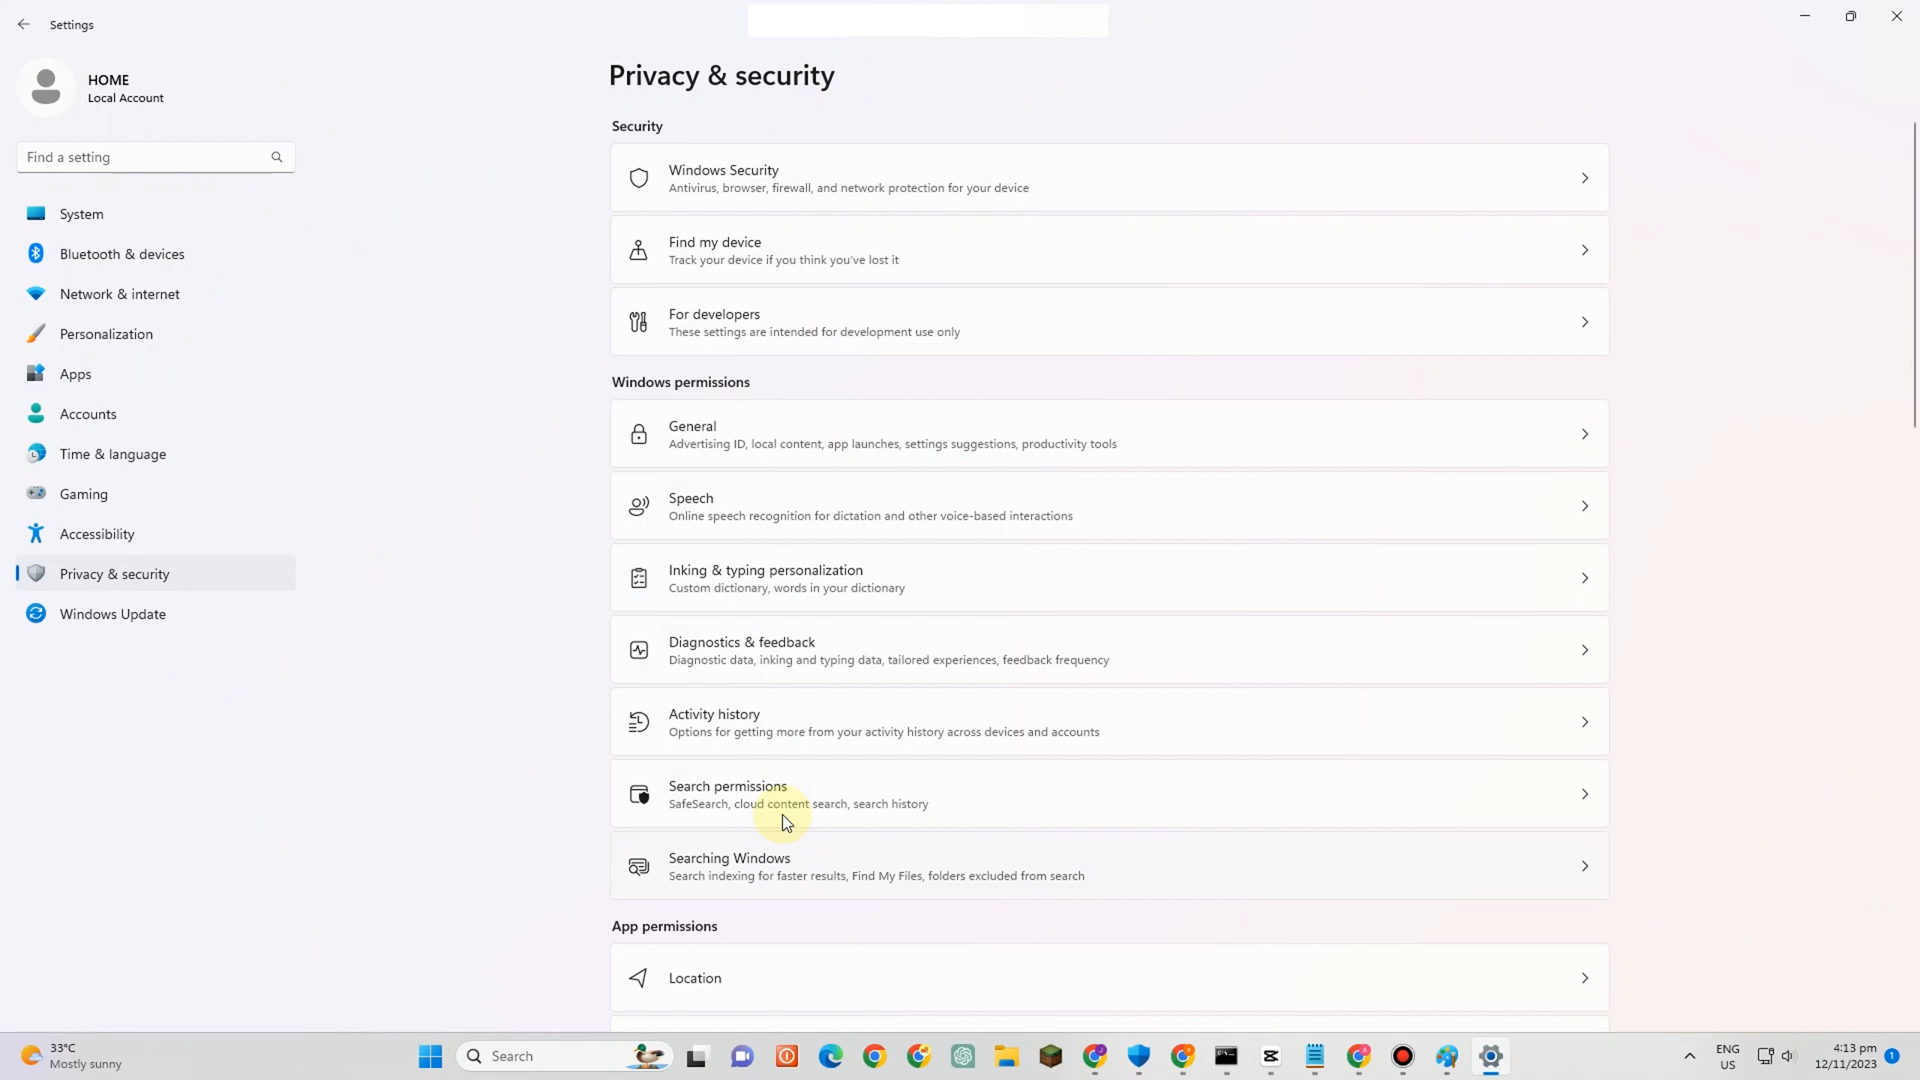 Settings
HOME
Local Account
Find a setting
System
Bluetooth & devices
Network & internet
Personalization
Apps
Accounts
Time & language
Gaming
Accessibility
Privacy & security
Windows Update
Privacy & security
Security
Windows Security
Antivirus, browser, firewall, and network protection for your device
Find my device
Track your device if you think you've lost it
For developers
These settings are intended for development use only
Windows permissions
General
Advertising ID, local content, app launches, settings suggestions, productivity tools
Speech
Online speech recognition for dictation and other voice-based interactions
Inking & typing personalization
Custom dictionary, words in your dictionary
Diagnostics & feedback
Diagnostic data, inking and typing data, tailored experiences, feedback frequency
Activity history
Options for getting more from your activity history across devices and accounts
Search permissions
SafeSearch, cloud content search, search history
Searching Windows
Search indexing for faster results, Find My Files, folders excluded from search
App permissions
Location
33°C
Mostly sunny
Search
ENG
US
4:13 pm
12/11/2023
1